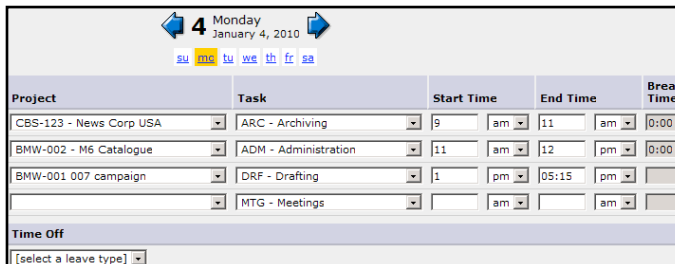 4 Monday
January 4, 2010
su mo tu we th fr sa
Project Task Start Time End Time Brea
Time
CBS-123 - News Corp USA ARC - Archiving 9 am 11 am 0:00
BMW-002 - M6 Catalogue ADM - Administration 11 am 12 pm 0:00
BMW-001 007 campaign DRF - Drafting 1 pm 05:15 pm
MTG - Meetings am am
Time Off
[select a leave type]